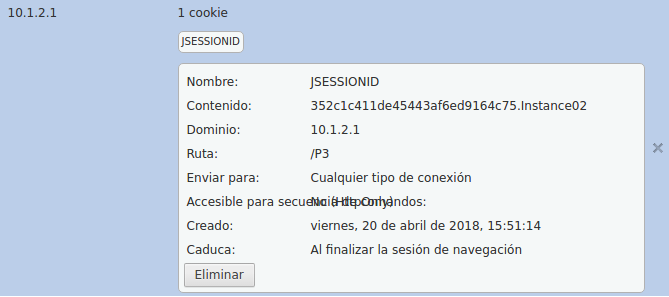 10.1.2.1 1 cookie
JSESSIONID
Nombre: JSESSIONID
Contenido: 352c1c411de45443af6ed9164c75.Instance02
Dominio: 10.1.2.1
Ruta: /P3
Enviar para: Cualquier tipo de conexión
Accesible para secuencia de comandos: No (HttpOnly)
Creado: viernes, 20 de abril de 2018, 15:51:14
Caduca: Al finalizar la sesión de navegación
Eliminar